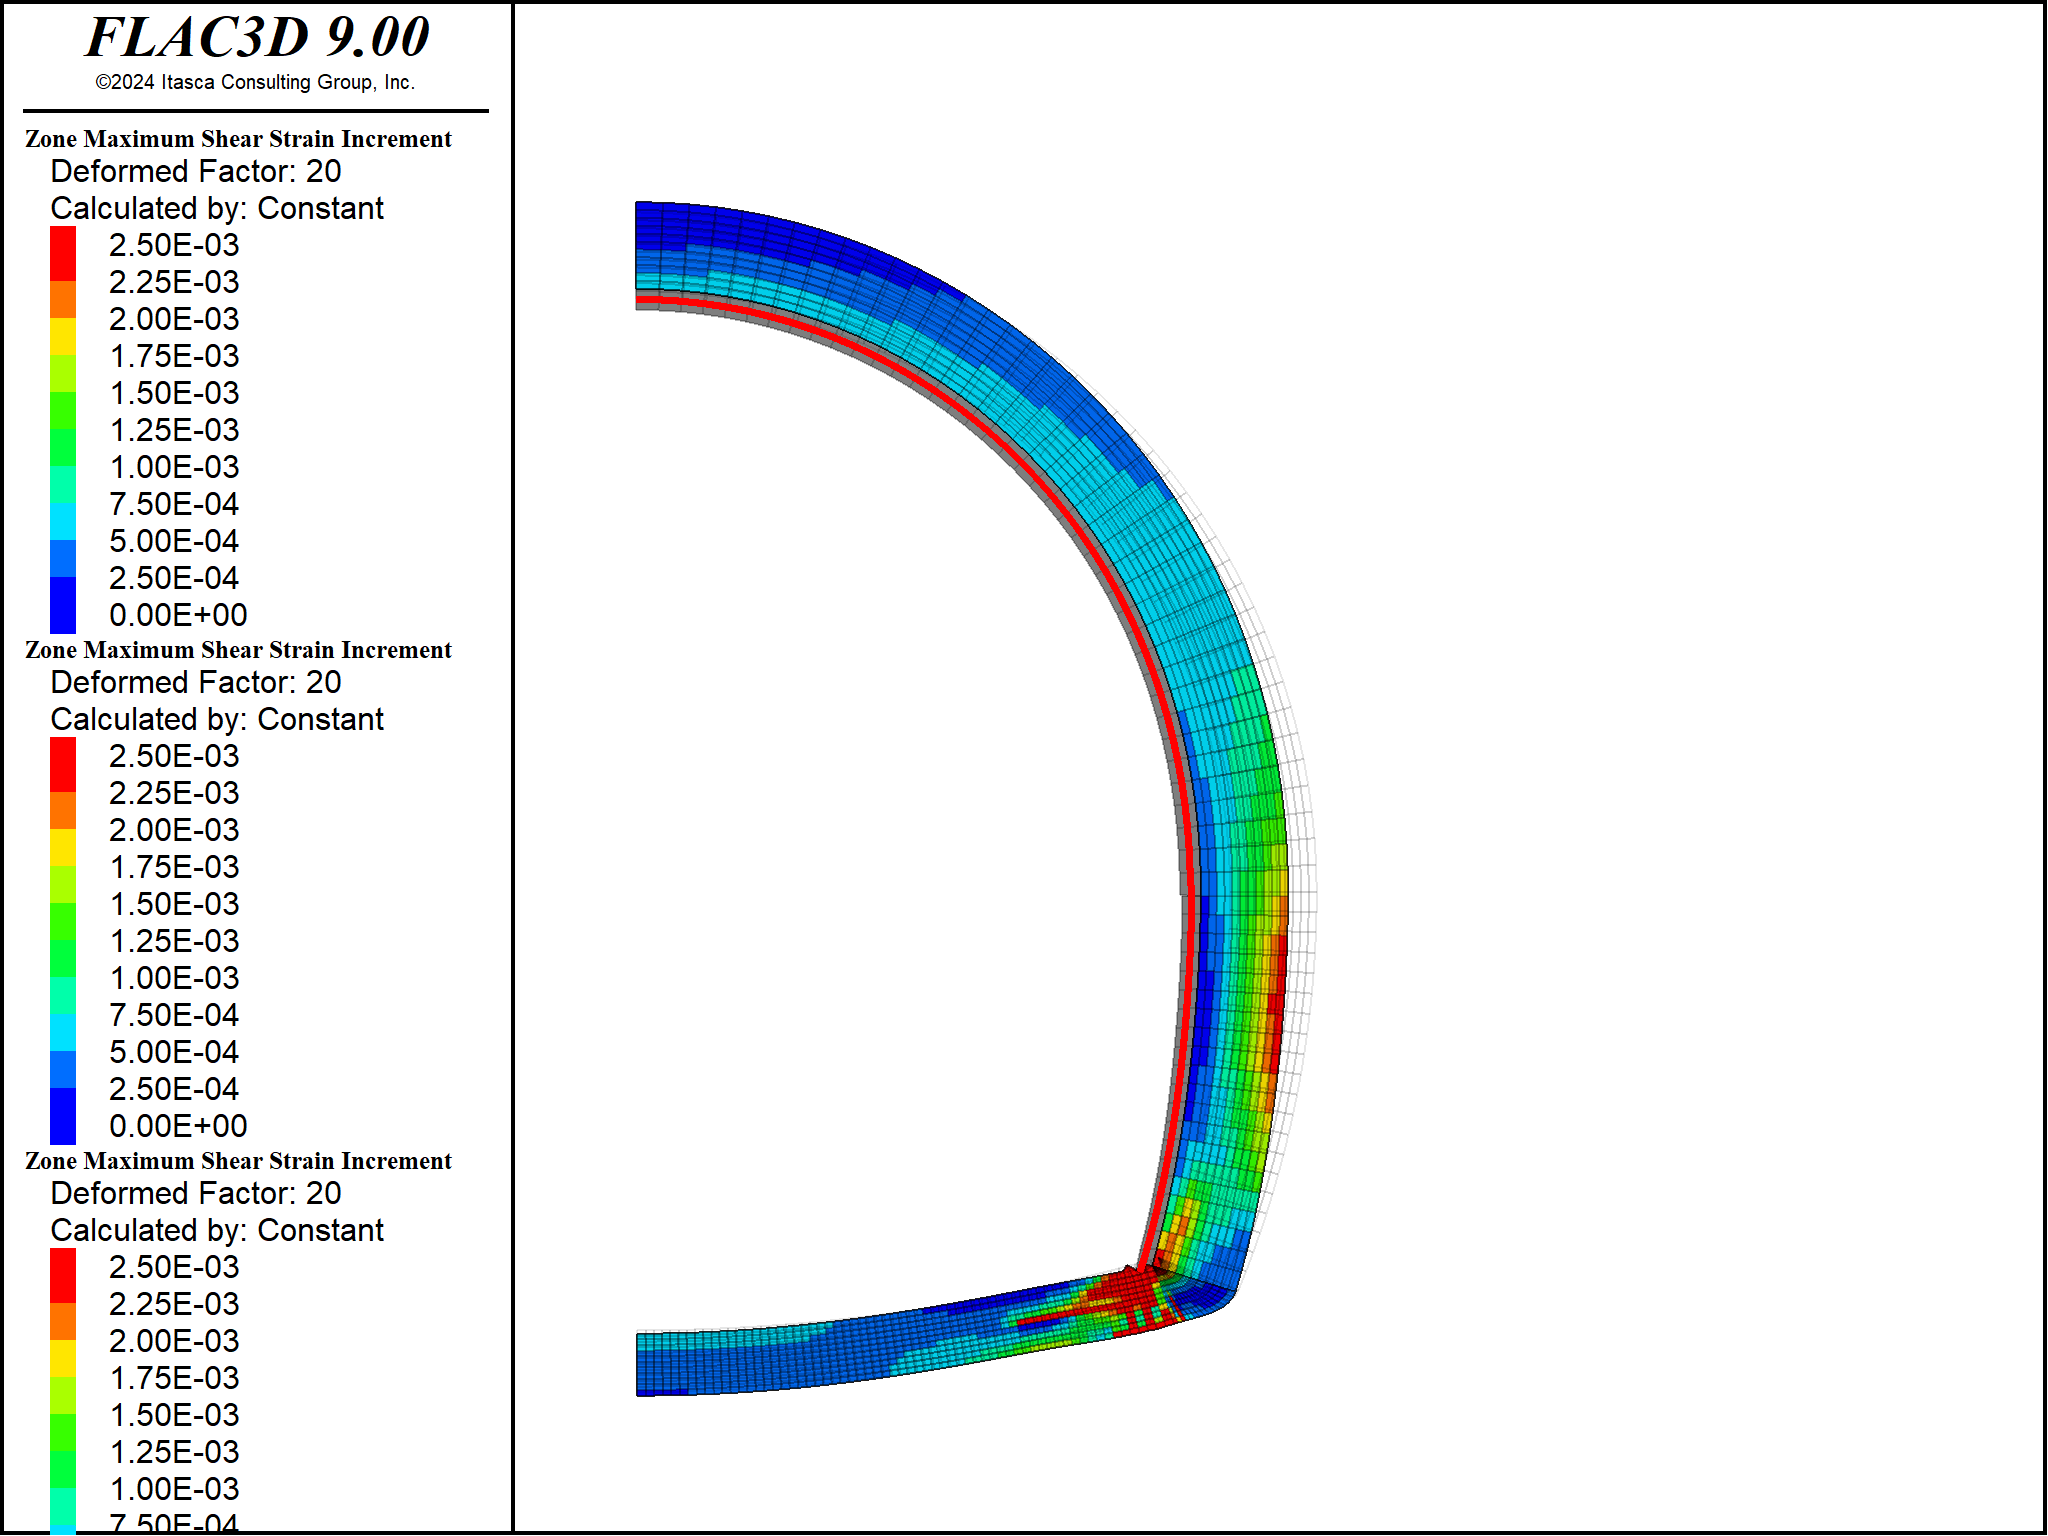 FLAC3D 9.00
©2024 Itasca Consulting Group, Inc.
Zone Maximum Shear Strain Increment
Deformed Factor: 20
Calculated by: Constant
2.50E-03
2.25E-03
2.00E-03
1.75E-03
1.50E-03
1.25E-03
1.00E-03
7.50E-04
5.00E-04
2.50E-04
0.00E+00
Zone Maximum Shear Strain Increment
Deformed Factor: 20
Calculated by: Constant
2.50E-03
2.25E-03
2.00E-03
1.75E-03
1.50E-03
1.25E-03
1.00E-03
7.50E-04
5.00E-04
2.50E-04
0.00E+00
Zone Maximum Shear Strain Increment
Deformed Factor: 20
Calculated by: Constant
2.50E-03
2.25E-03
2.00E-03
1.75E-03
1.50E-03
1.25E-03
1.00E-03
7.50E-04